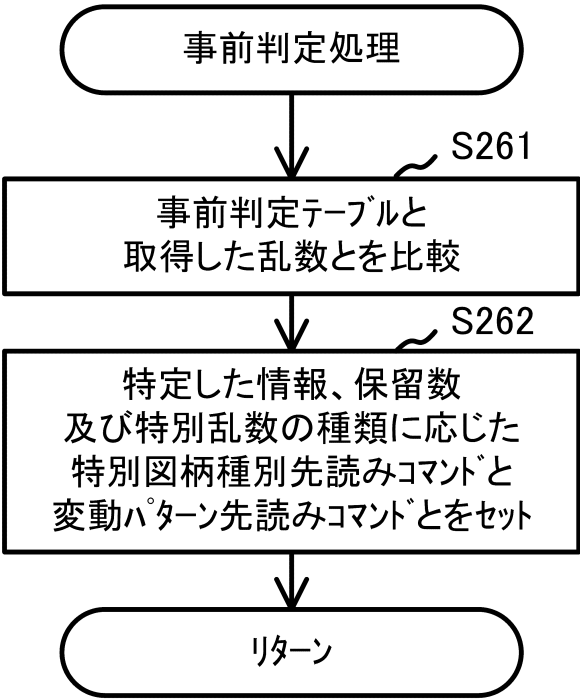 事前判定処理
S261
事前判定ﾃｰﾌﾞﾙと
取得した乱数とを比較
S262
特定した情報、保留数
及び特別乱数の種類に応じた
特別図柄種別先読みｺﾏﾝﾄﾞと
変動ﾊﾟﾀｰﾝ先読みｺﾏﾝﾄﾞとをｾｯﾄ
ﾘﾀｰﾝ